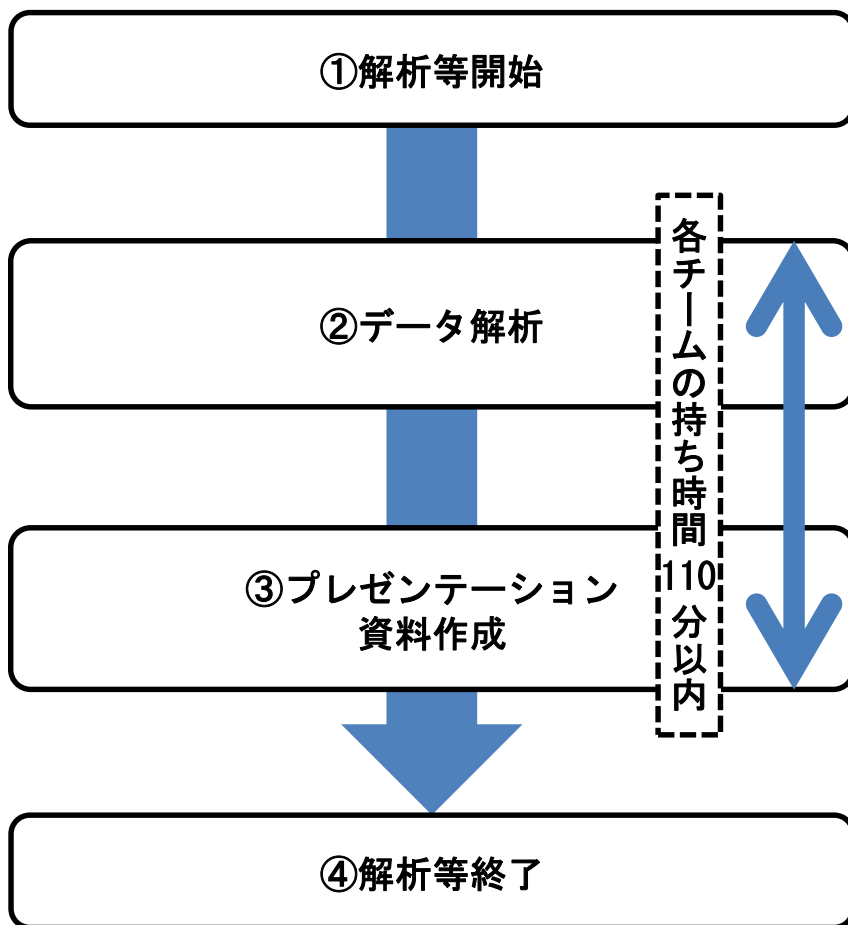 ①解析等開始
②データ解析
③プレゼンテーション
資料作成
各チームの持ち時間110分以内
④解析等終了